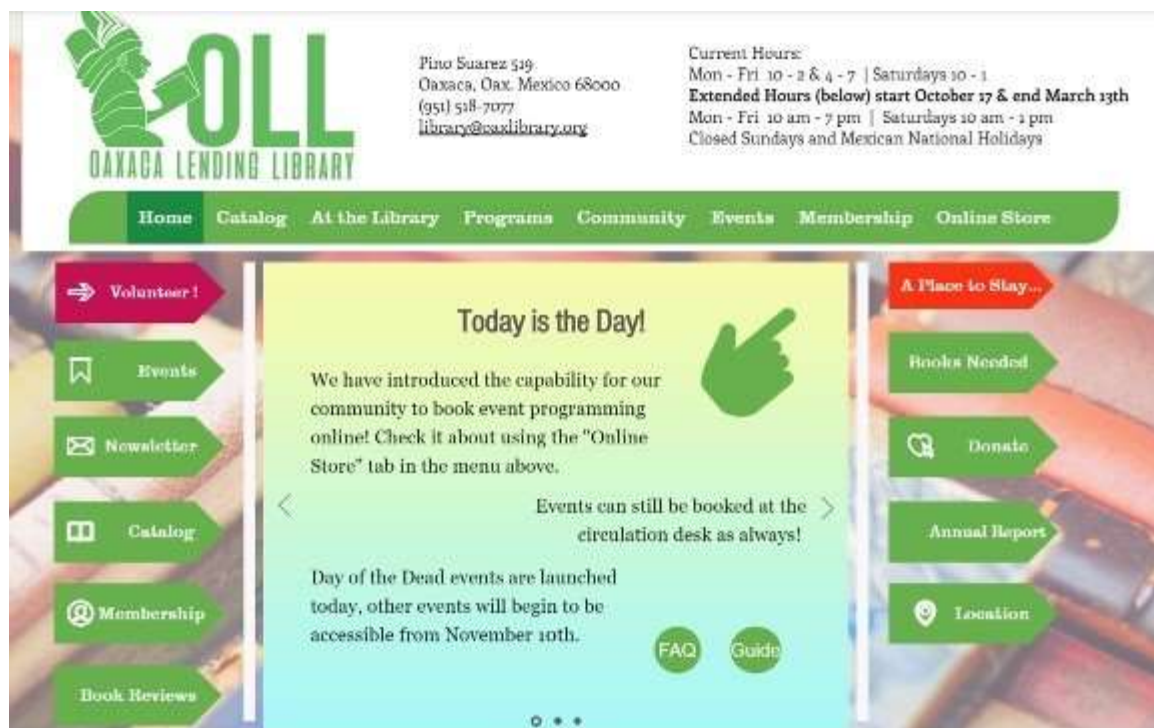 OLL
OAXACA LENDING LIBRARY
Pino Suarez 519
Oaxaca, Oax. Mexico 68000
(951) 518-7077
library@oaxlibrary.org
Current Hours:
Mon - Fri 10 - 2 & 4 - 7 | Saturdays 10 - 1
Extended Hours (below) start October 17 & end March 13th
Mon - Fri 10 am - 7 pm | Saturdays 10 am - 1 pm
Closed Sundays and Mexican National Holidays
Home Catalog At the Library Programs Community Events Membership Online Store
Volunteer !
Events
Newsletter
Catalog
Membership
Book Reviews
Today is the Day!
We have introduced the capability for our
community to book event programming
online! Check it about using the "Online
Store" tab in the menu above.
Events can still be booked at the
circulation desk as always!
Day of the Dead events are launched
today, other events will begin to be
accessible from November 10th.
FAQ
Guide
A Place to Stay...
Books Needed
Donate
Annual Report
Location